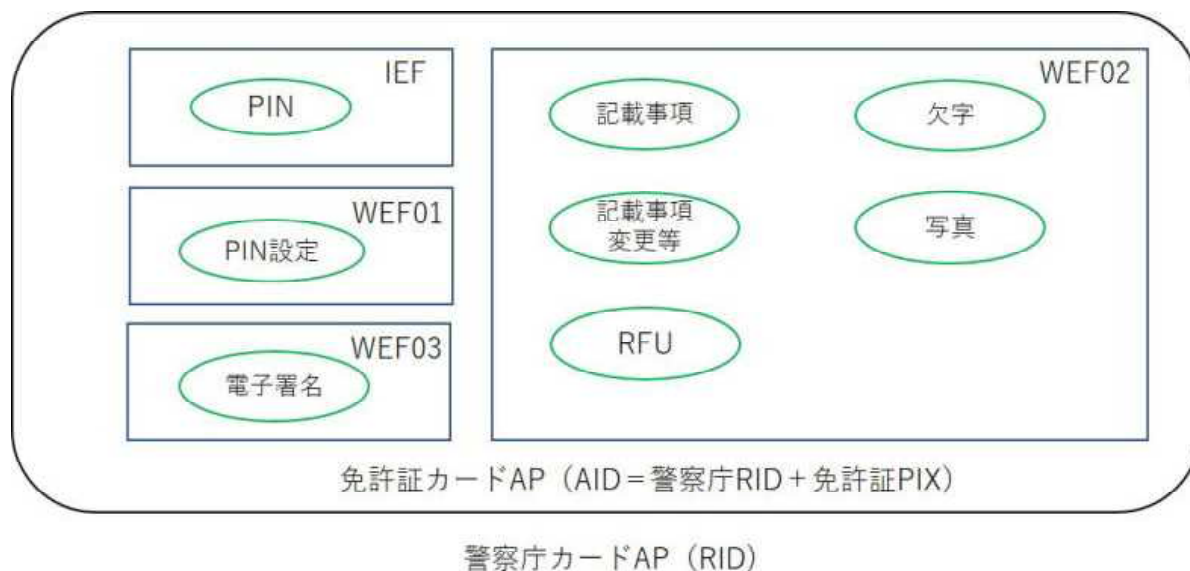 IEF
PIN
WEF01
PIN設定
WEF03
電子署名
WEF02
記載事項
欠字
記載事項
変更等
写真
RFU
免許証カードAP（AID＝警察庁RID＋免許証PIX）
警察庁カードAP（RID）